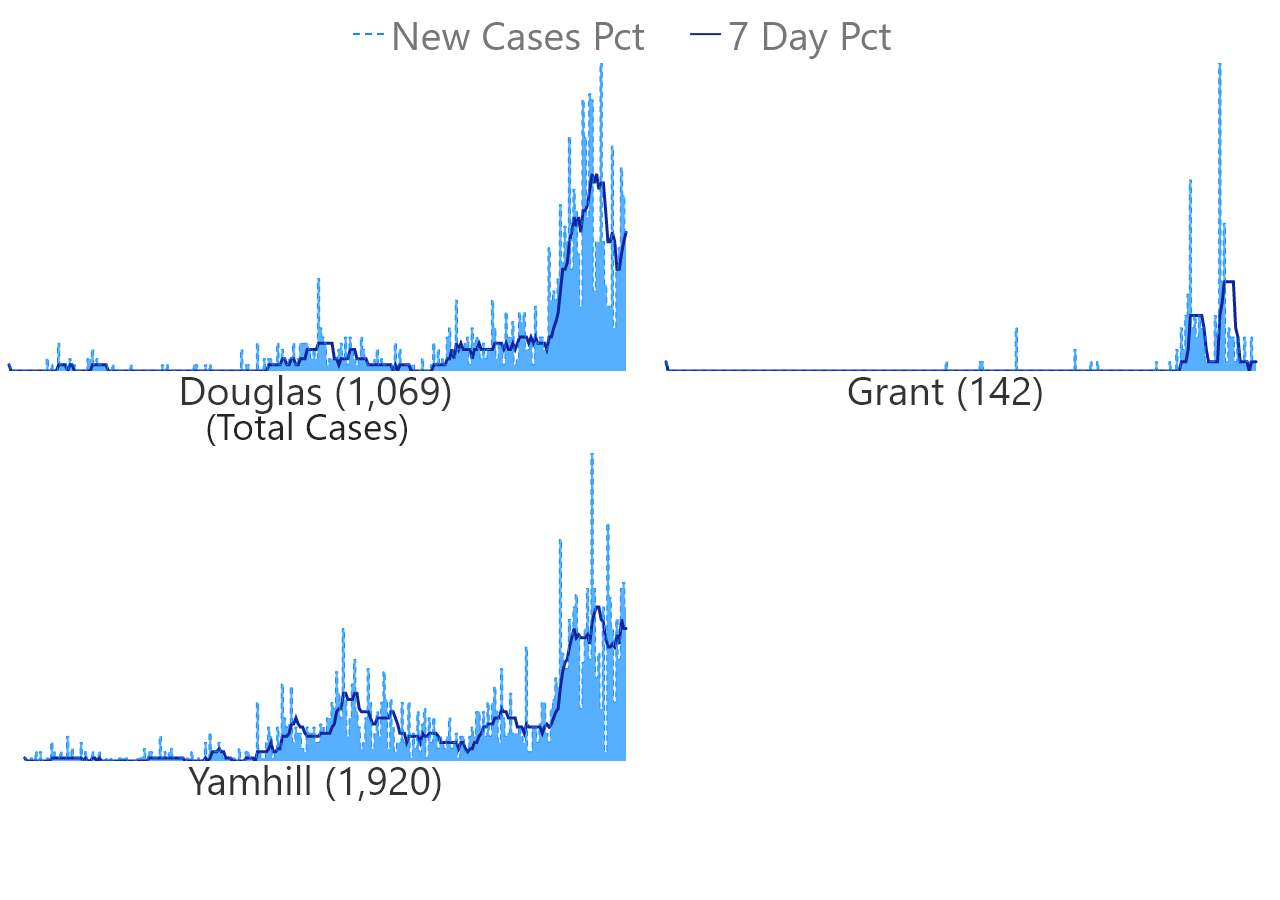 New Cases Pct 7 Day Pct
Douglas (1,069)
(Total Cases)
Grant (142)
Yamhill (1,920)